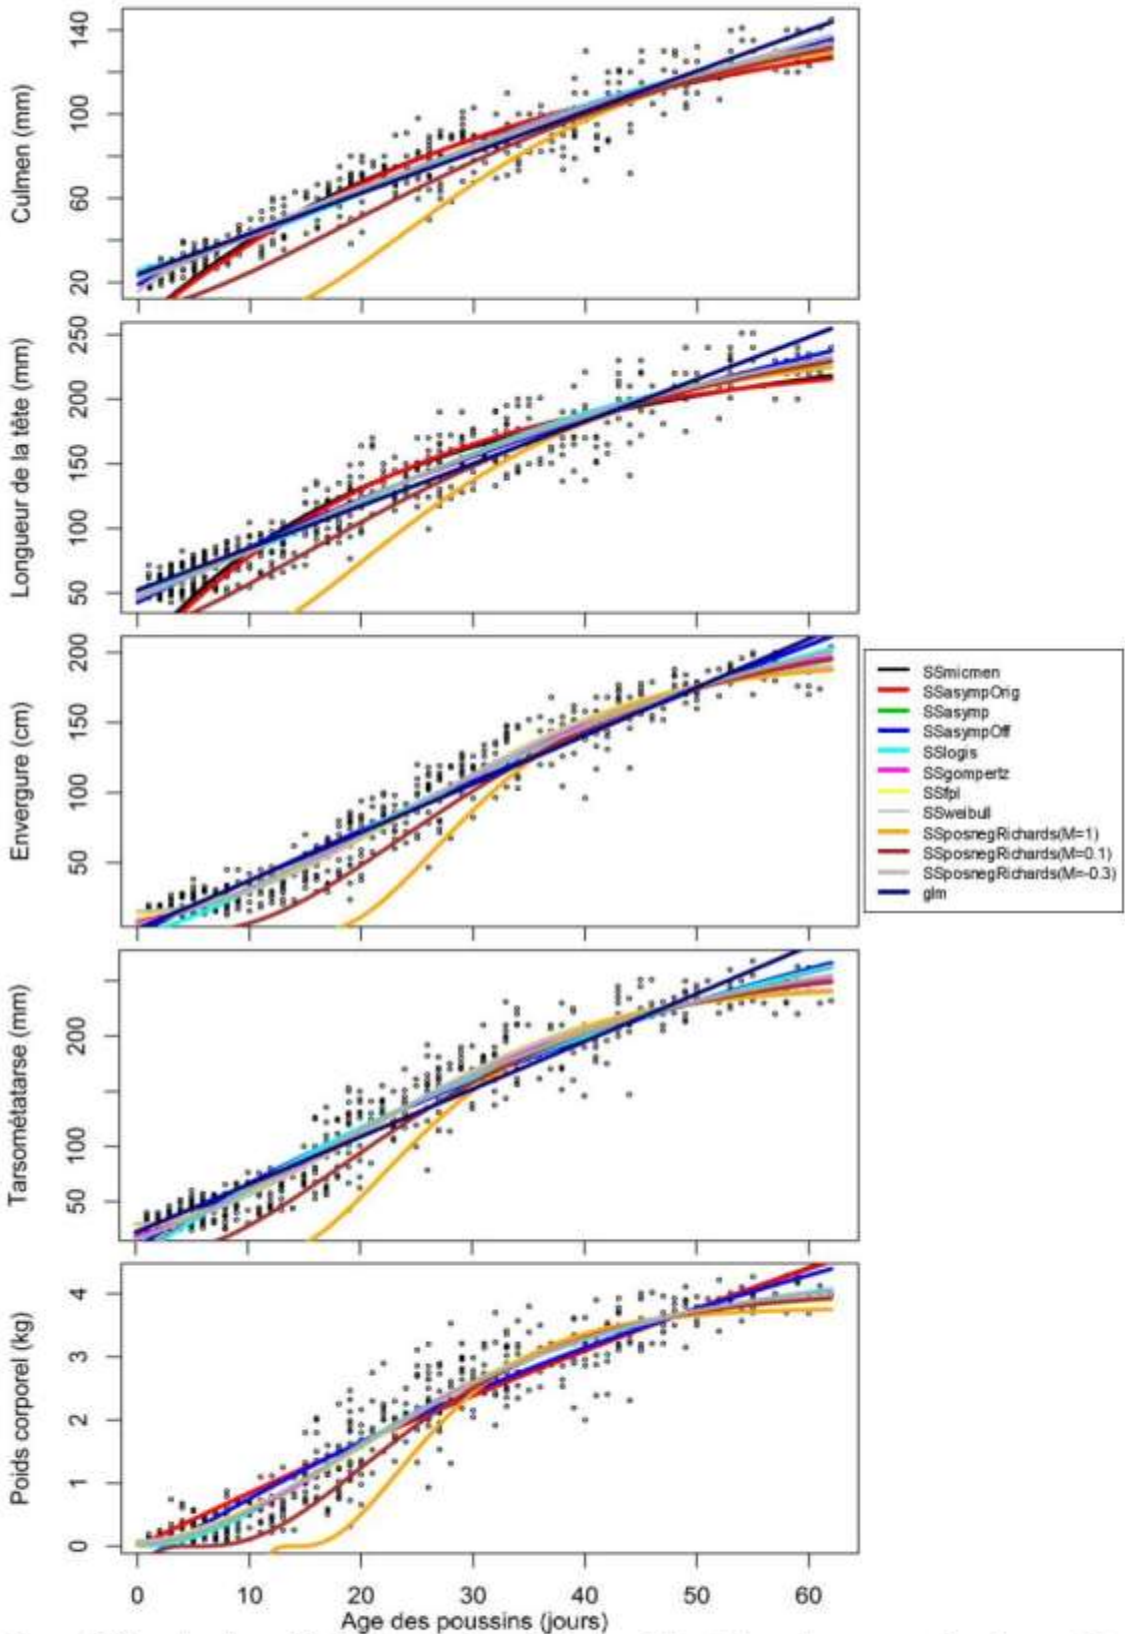 Culmen (mm)
20
60
100
140
Longueur de la tête (mm)
50
100
150
200
250
Envergure (cm)
50
100
150
200
SSmicmen
SSasympOrig
SSasymp
SSasympOff
SSlogis
SSgompertz
SSfpl
SSweibull
SSposnegRichards(M=1)
SSposnegRichards(M=0.1)
SSposnegRichards(M=-0.3)
glm
Tarsométatarse (mm)
50
100
200
Poids corporel (kg)
0
1
2
3
4
0 10 20 30 40 50 60
Age des poussins (jours)